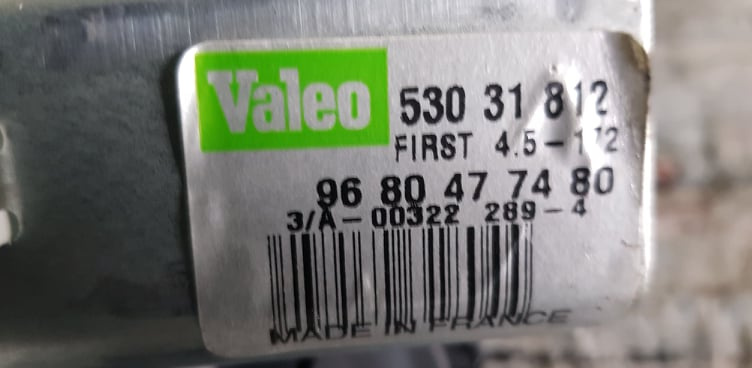 Valeo 530 31 812
FIRST 4.5-12
96 80 47 74 80
3/A-00322 289-4
MADE IN FRANCE